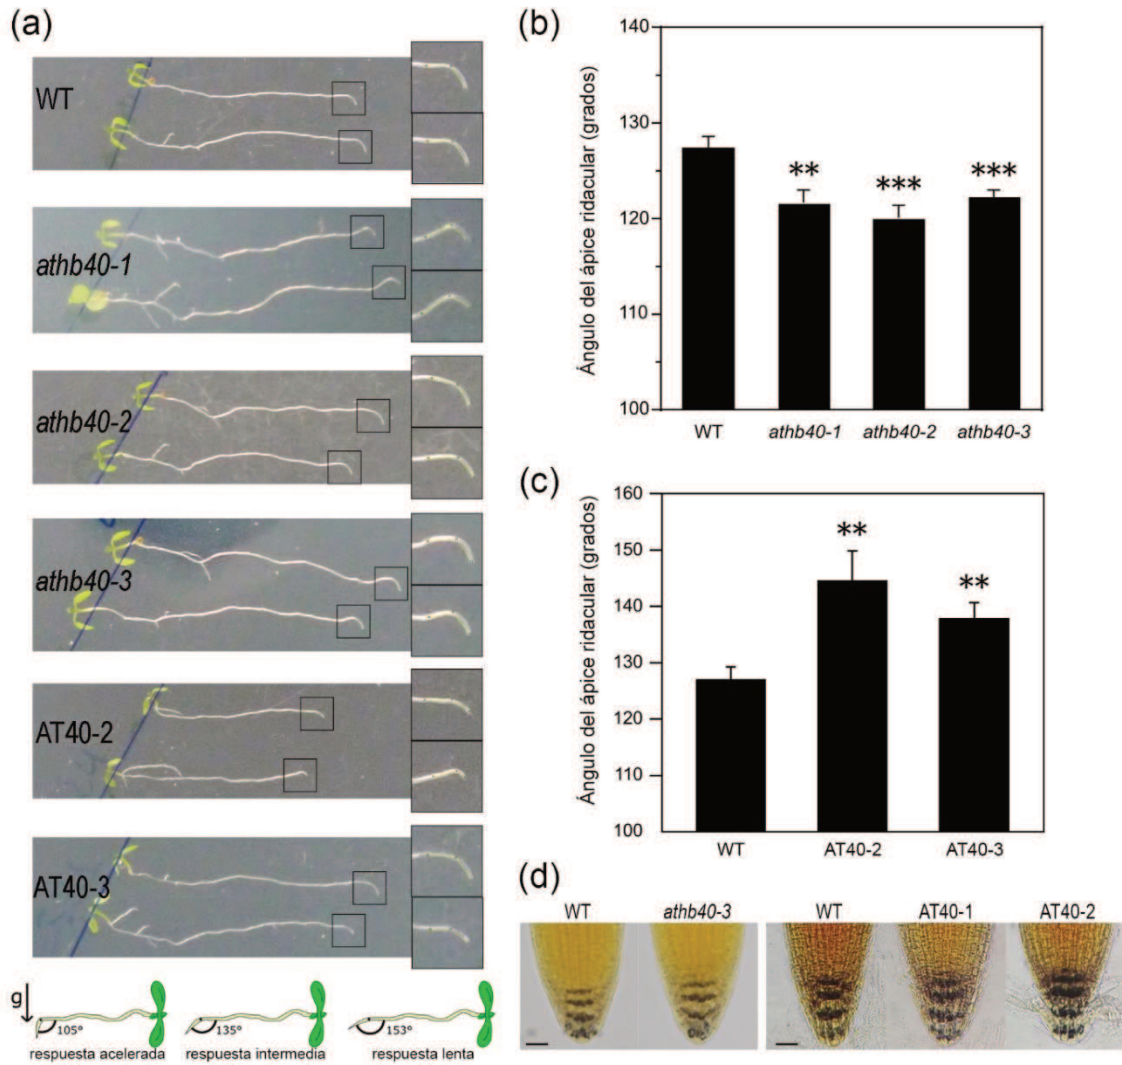 (a)
WT
athb40-1
athb40-2
athb40-3
AT40-2
AT40-3
g
105º
135º
153º
respuesta acelerada
respuesta intermedia
respuesta lenta
(b)
Ángulo del ápice ridacular (grados)
140
130
120
110
100
**
***
***
WT
athb40-1
athb40-2
athb40-3
(c)
Ángulo del ápice ridacular (grados)
160
150
140
130
120
110
100
**
**
WT
AT40-2
AT40-3
(d)
WT
athb40-3
WT
AT40-1
AT40-2